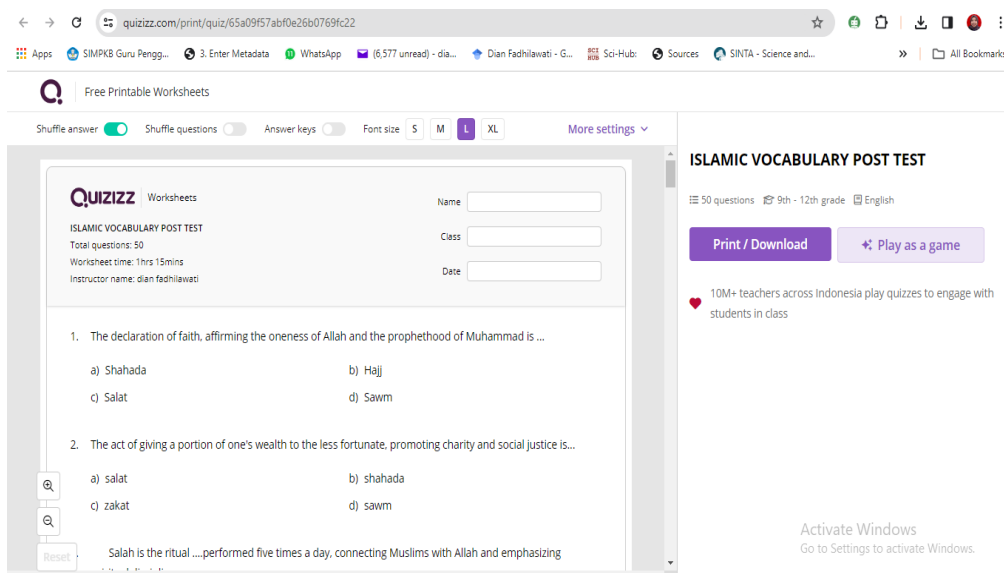 quizizz.com/print/quiz/65a09f57abf0e26b0769fc22
Apps SIMPKB Guru Pengg... 3. Enter Metadata WhatsApp (6,577 unread) - dia... Dian Fadhilawati - G... Sci-Hub: Sources SINTA - Science and... » All Bookmarks
Free Printable Worksheets
Shuffle answer Shuffle questions Answer keys Font size S M L XL More settings
QUIZIZZ Worksheets
ISLAMIC VOCABULARY POST TEST
Total questions: 50
Worksheet time: 1hrs 15mins
Instructor name: dian fadhilawati
Name
Class
Date
1. The declaration of faith, affirming the oneness of Allah and the prophethood of Muhammad is ...
a) Shahada b) Hajj
c) Salat d) Sawm
2. The act of giving a portion of one's wealth to the less fortunate, promoting charity and social justice is...
a) salat b) shahada
c) zakat d) sawm
Salah is the ritual ....performed five times a day, connecting Muslims with Allah and emphasizing
Reset
ISLAMIC VOCABULARY POST TEST
50 questions 9th - 12th grade English
Print / Download Play as a game
10M+ teachers across Indonesia play quizzes to engage with
students in class
Activate Windows
Go to Settings to activate Windows.